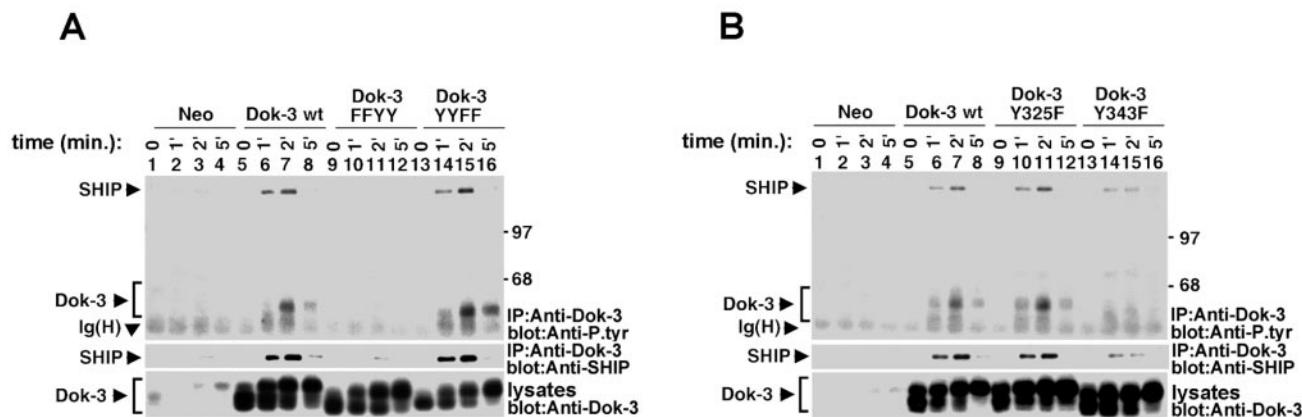 A
Neo
Dok-3 wt
Dok-3
FFYY
Dok-3
YYFF
time (min.):
0 1' 2' 5' 0 1' 2' 5' 0 1' 2' 5' 0 1' 2' 5'
1 2 3 4 5 6 7 8 9 10 11 12 13 14 15 16
SHIP
97
68
Dok-3
Ig(H)
IP:Anti-Dok-3
blot:Anti-P.tyr
SHIP
IP:Anti-Dok-3
blot:Anti-SHIP
Dok-3
lysates
blot:Anti-Dok-3
B
Neo
Dok-3 wt
Dok-3
Y325F
Dok-3
Y343F
time (min.):
0 1' 2' 5' 0 1' 2' 5' 0 1' 2' 5' 0 1' 2' 5'
1 2 3 4 5 6 7 8 9 10 11 12 13 14 15 16
SHIP
97
68
Dok-3
Ig(H)
IP:Anti-Dok-3
blot:Anti-P.tyr
SHIP
IP:Anti-Dok-3
blot:Anti-SHIP
Dok-3
lysates
blot:Anti-Dok-3